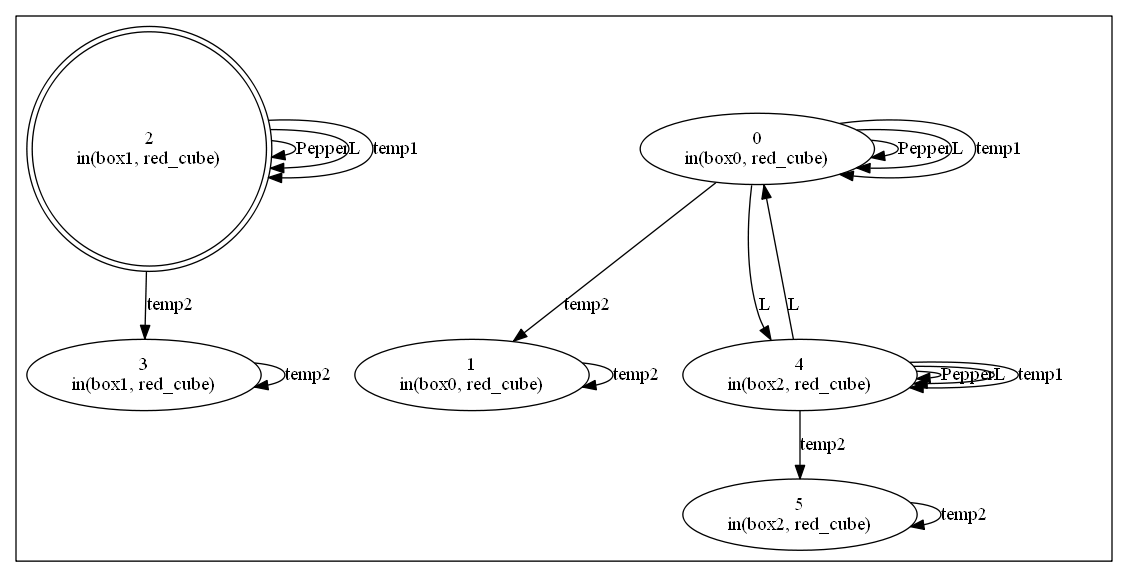 2
in(box1, red_cube)
Pepper
L
temp1
0
in(box0, red_cube)
Pepper
L
temp1
temp2
temp2
L
L
3
in(box1, red_cube)
temp2
1
in(box0, red_cube)
temp2
4
in(box2, red_cube)
Pepper
L
temp1
temp2
5
in(box2, red_cube)
temp2